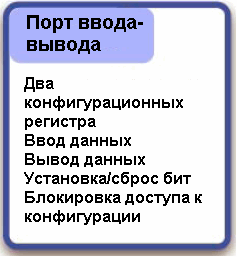 Порт ввода-
вывода
Два
конфигурационных
регистра
Ввод данных
Вывод данных
Установка/сброс бит
Блокировка доступа к
конфигурации